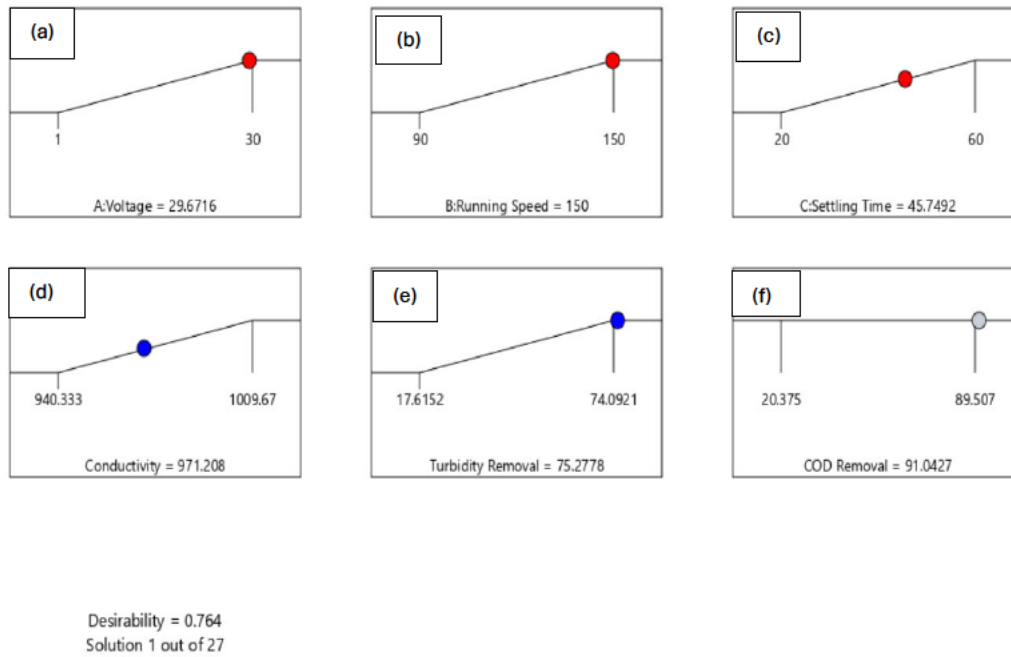 (a)
1
30
A:Voltage = 29.6716
(b)
90
150
B:Running Speed = 150
(c)
20
60
C:Settling Time = 45.7492
(d)
940.333
1009.67
Conductivity = 971.208
(e)
17.6152
74.0921
Turbidity Removal = 75.2778
(f)
20.375
89.507
COD Removal = 91.0427
Desirability = 0.764
Solution 1 out of 27